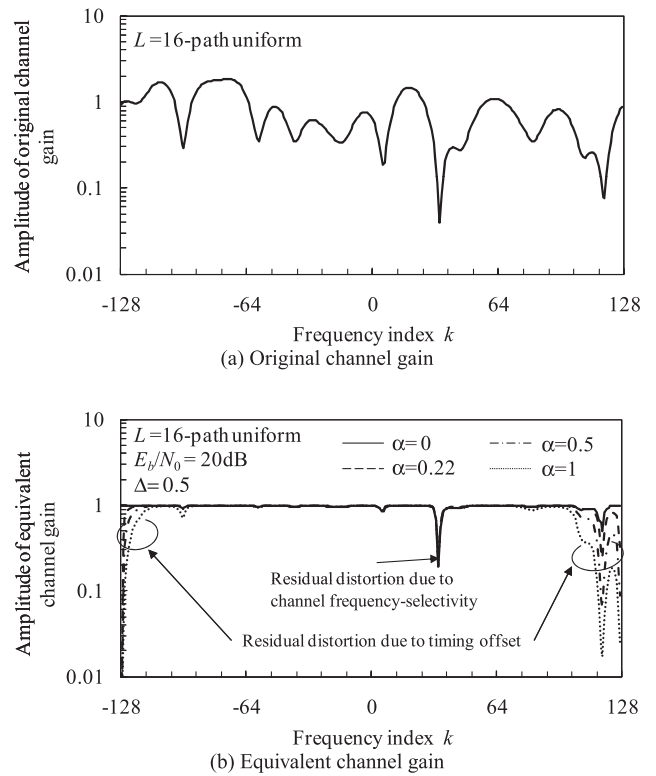 10
1
0.1
0.01
Amplitude of original channel
gain
L=16-path uniform
-128 -64 0 64 128
Frequency index k
(a) Original channel gain
10
1
0.1
0.01
Amplitude of equivalent
channel gain
L=16-path uniform
Eb/N0 = 20dB
Δ=0.5
α=0
α=0.5
α=0.22
α=1
Residual distortion due to
channel frequency-selectivity
Residual distortion due to timing offset
-128 -64 0 64 128
Frequency index k
(b) Equivalent channel gain